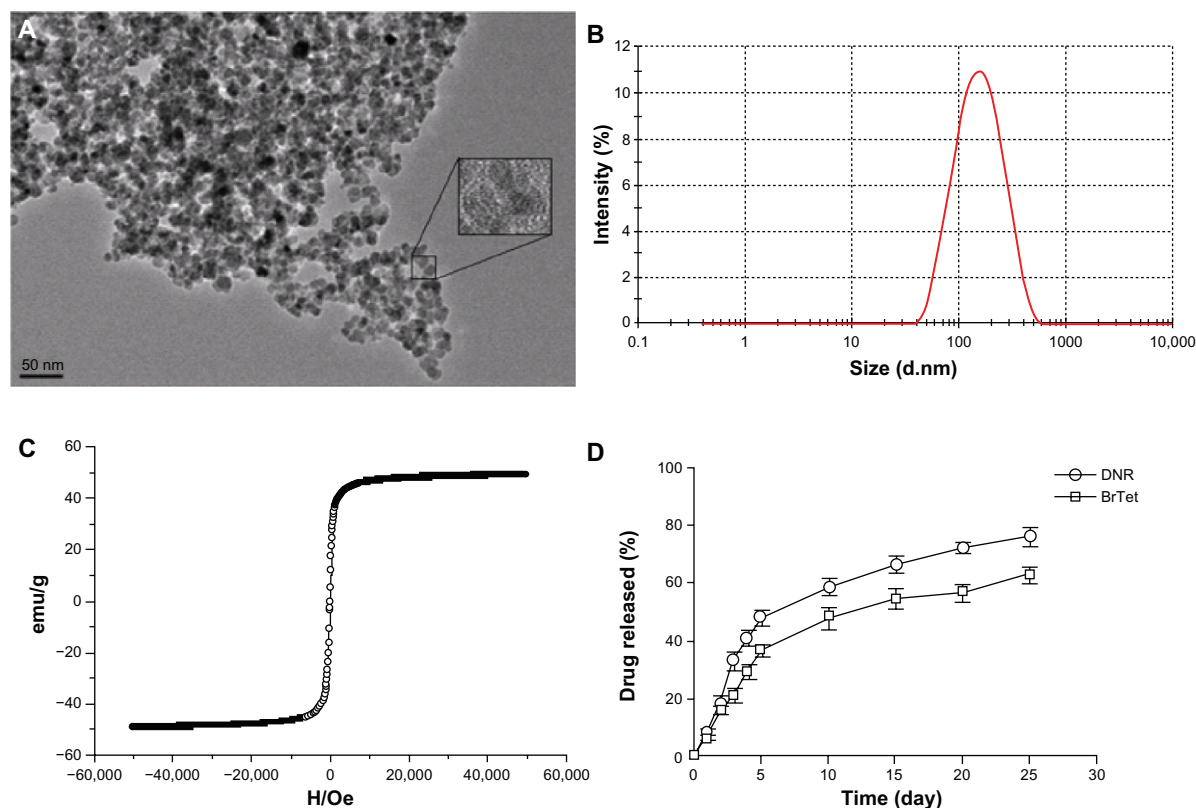 A
50 nm
B
12
10
8
6
4
2
0
Intensity (%)
0.1 1 10 100 1000 10,000
Size (d.nm)
C
60
40
20
0
−20
−40
−60
emu/g
−60,000 −40,000 −20,000 0 20,000 40,000 60,000
H/Oe
D
DNR
BrTet
100
80
60
40
20
0
Drug released (%)
0 5 10 15 20 25 30
Time (day)